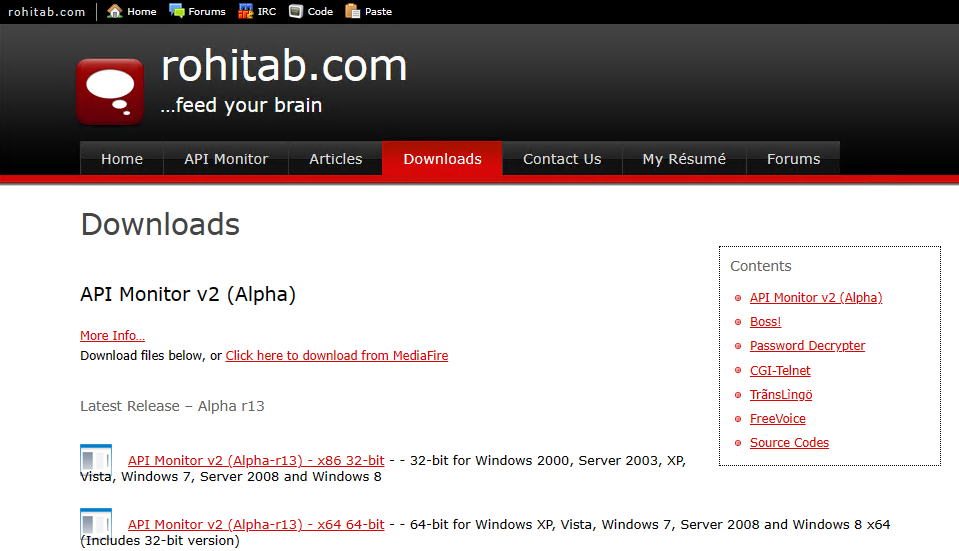 rohitab.com Home Forums IRC Code Paste
rohitab.com
...feed your brain
Home API Monitor Articles Downloads Contact Us My Résumé Forums
Downloads
Contents
API Monitor v2 (Alpha)
Boss!
Password Decrypter
CGI-Telnet
TrãnsLìngö
FreeVoice
Source Codes
API Monitor v2 (Alpha)
More Info...
Download files below, or Click here to download from MediaFire
Latest Release – Alpha r13
API Monitor v2 (Alpha-r13) - x86 32-bit - - 32-bit for Windows 2000, Server 2003, XP,
Vista, Windows 7, Server 2008 and Windows 8
API Monitor v2 (Alpha-r13) - x64 64-bit - - 64-bit for Windows XP, Vista, Windows 7, Server 2008 and Windows 8 x64
(Includes 32-bit version)